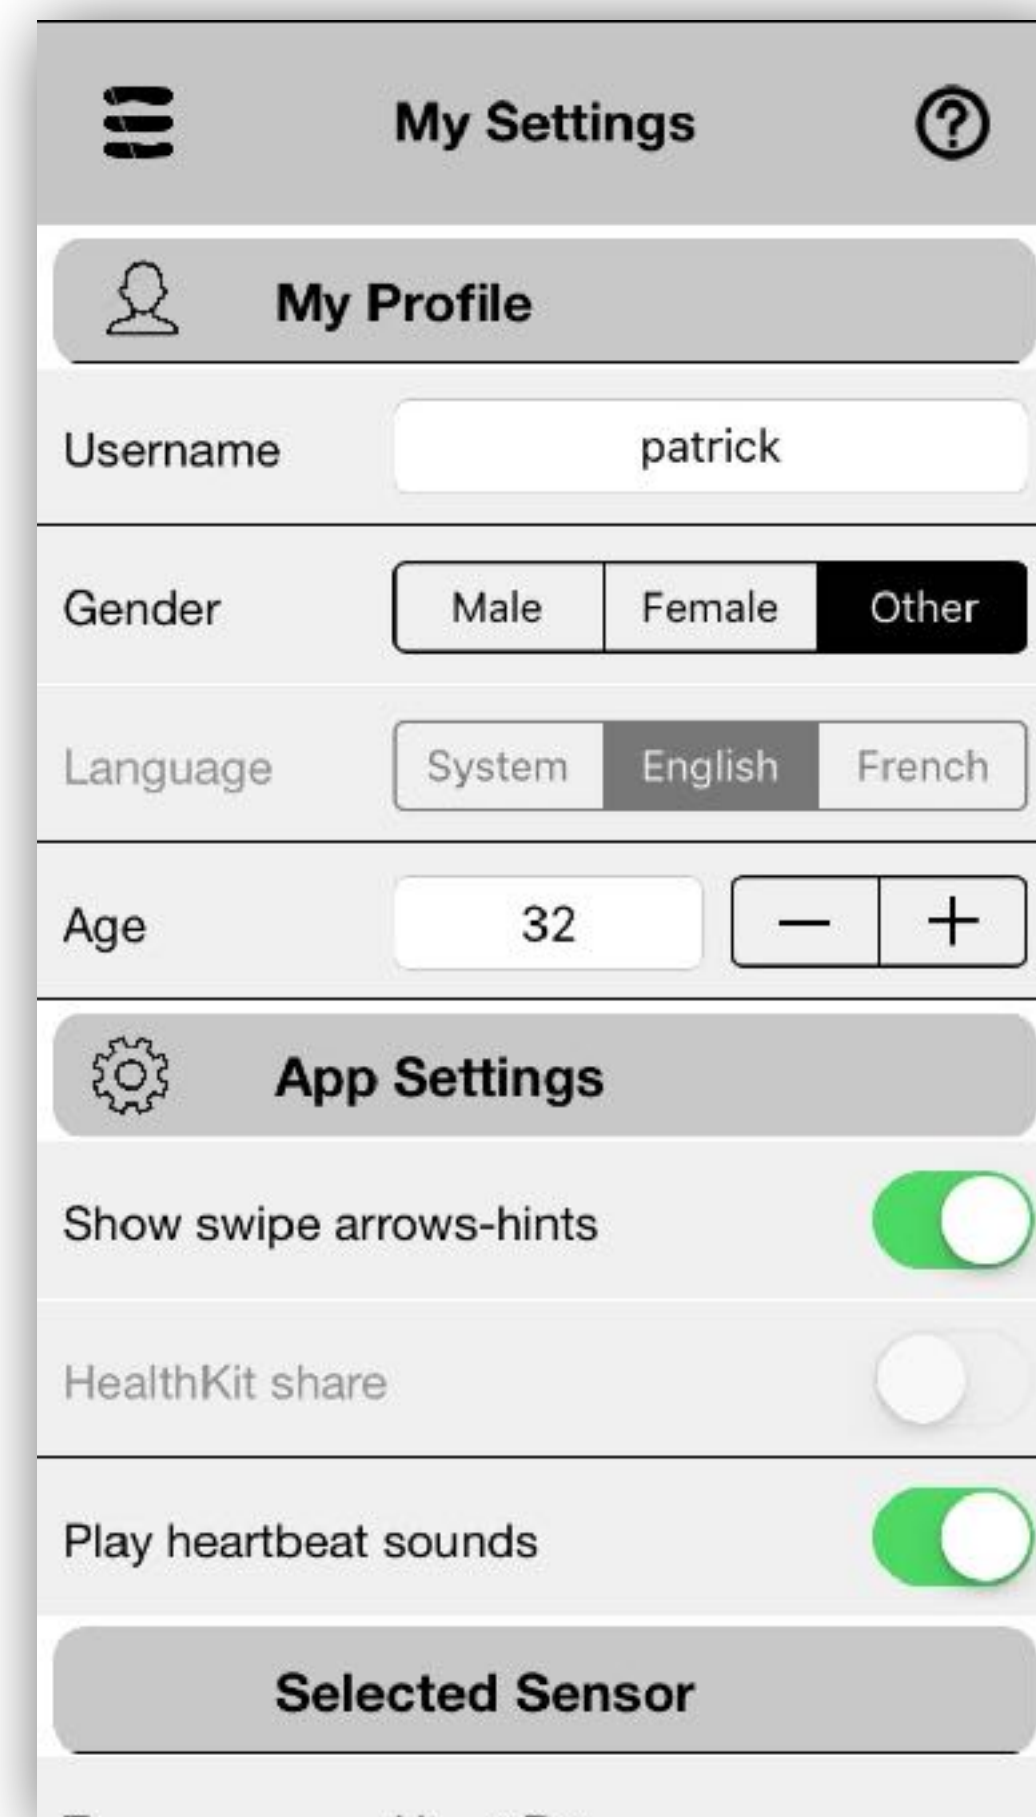 My Settings
My Profile
Username patrick
Gender Male Female Other
Language System English French
Age 32 − +
App Settings
Show swipe arrows-hints
HealthKit share
Play heartbeat sounds
Selected Sensor